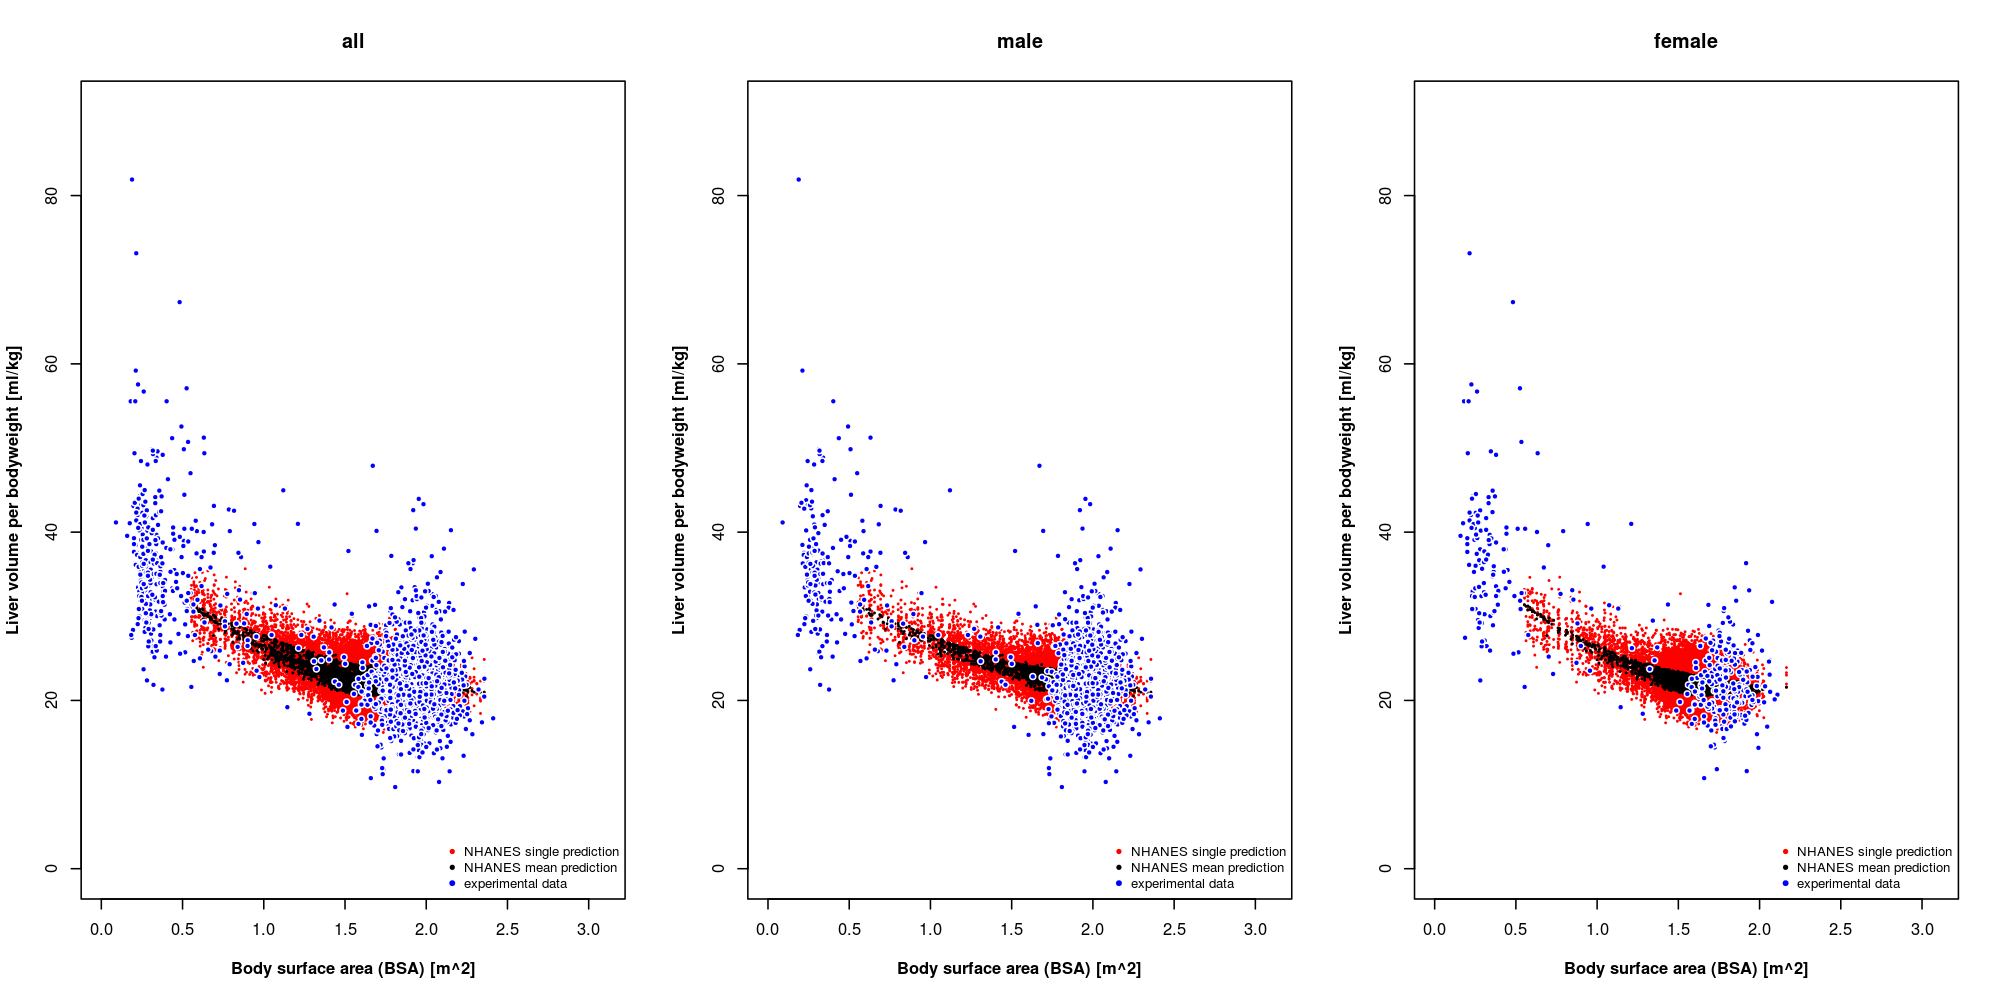 all
Liver volume per bodyweight [ml/kg]
80
60
40
20
0
NHANES single prediction
NHANES mean prediction
experimental data
0.0 0.5 1.0 1.5 2.0 2.5 3.0
Body surface area (BSA) [m^2]
male
Liver volume per bodyweight [ml/kg]
80
60
40
20
0
NHANES single prediction
NHANES mean prediction
experimental data
0.0 0.5 1.0 1.5 2.0 2.5 3.0
Body surface area (BSA) [m^2]
female
Liver volume per bodyweight [ml/kg]
80
60
40
20
0
NHANES single prediction
NHANES mean prediction
experimental data
0.0 0.5 1.0 1.5 2.0 2.5 3.0
Body surface area (BSA) [m^2]